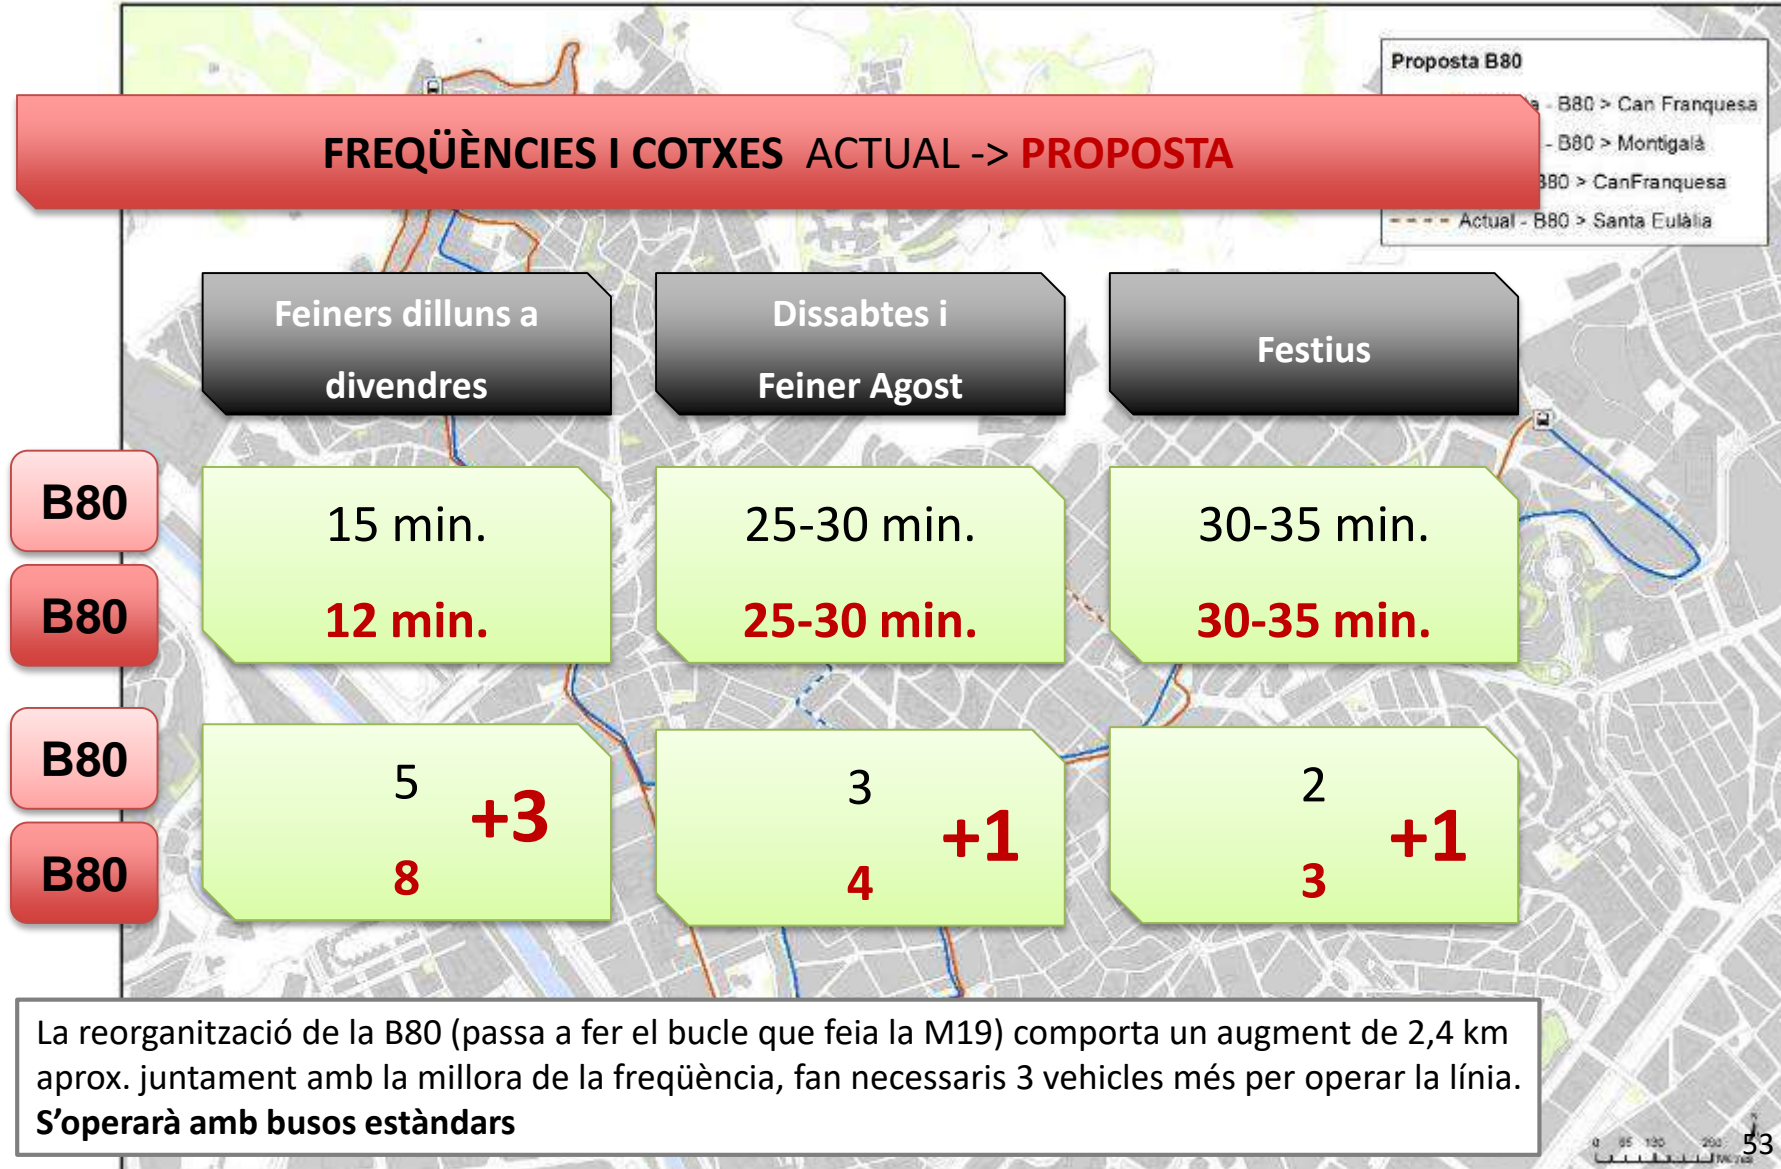 Proposta B80
- B80 > Can Franquesa
- B80 > Montigalà
B80 > CanFranquesa
Actual - B80 > Santa Eulàlia
FREQÜÈNCIES I COTXES ACTUAL -> PROPOSTA
Feiners dilluns a
divendres
Dissabtes i
Feiner Agost
Festius
B80
15 min.
25-30 min.
30-35 min.
B80
12 min.
25-30 min.
30-35 min.
B80
5
+3
3
+1
2
+1
B80
8
4
3
La reorganització de la B80 (passa a fer el bucle que feia la M19) comporta un augment de 2,4 km
aprox. juntament amb la millora de la freqüència, fan necessaris 3 vehicles més per operar la línia.
S’operarà amb busos estàndars
53